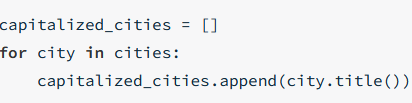 capitalized_cities = []
for city in cities:
    capitalized_cities.append(city.title())